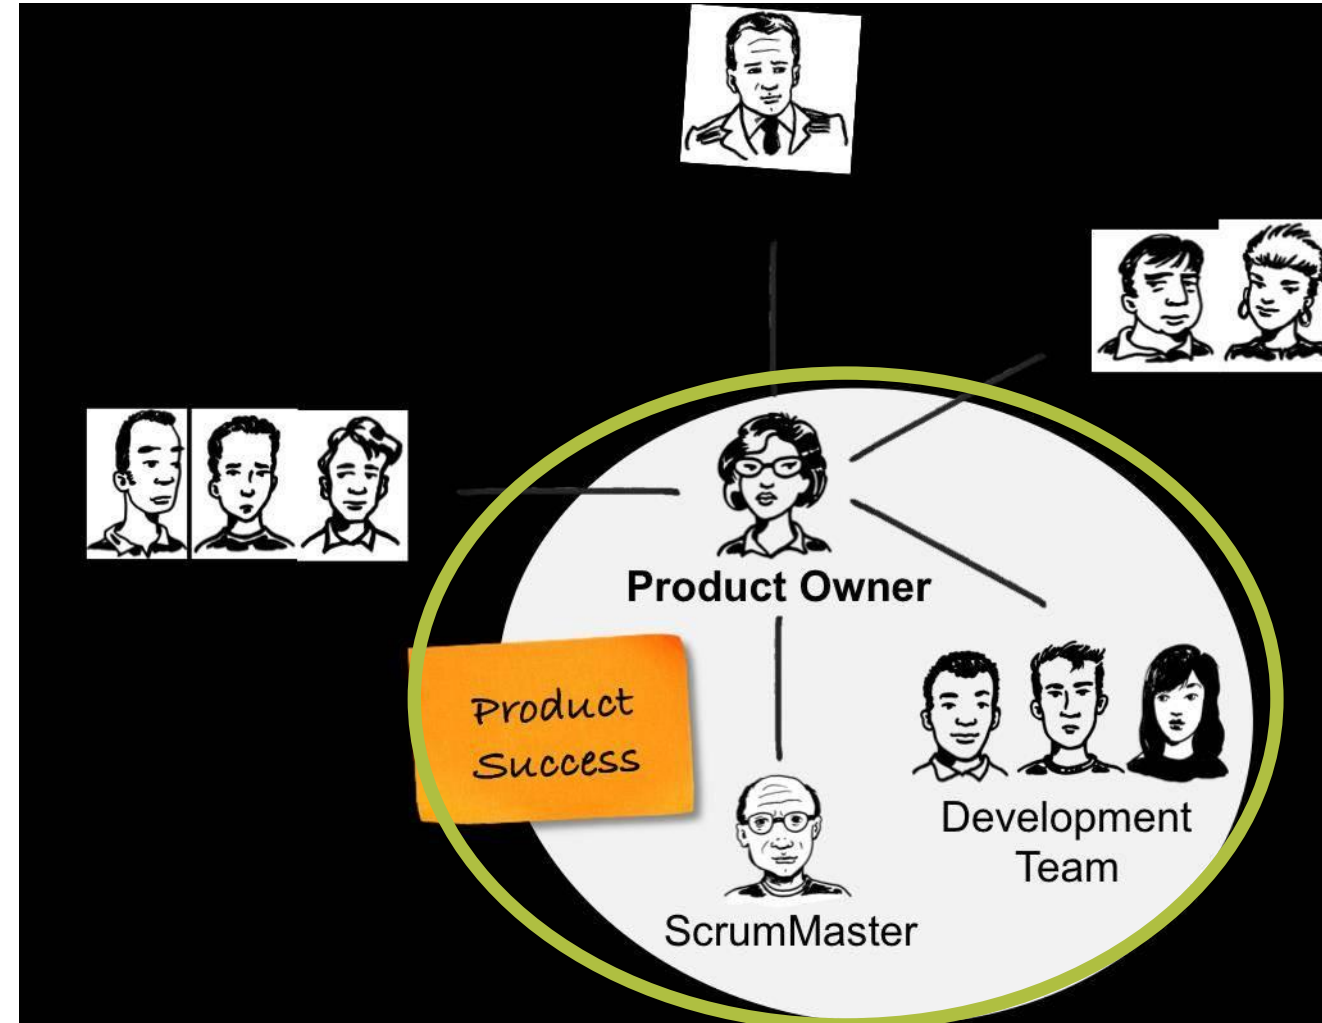 Product Owner
Product
Success
Development
Team
ScrumMaster